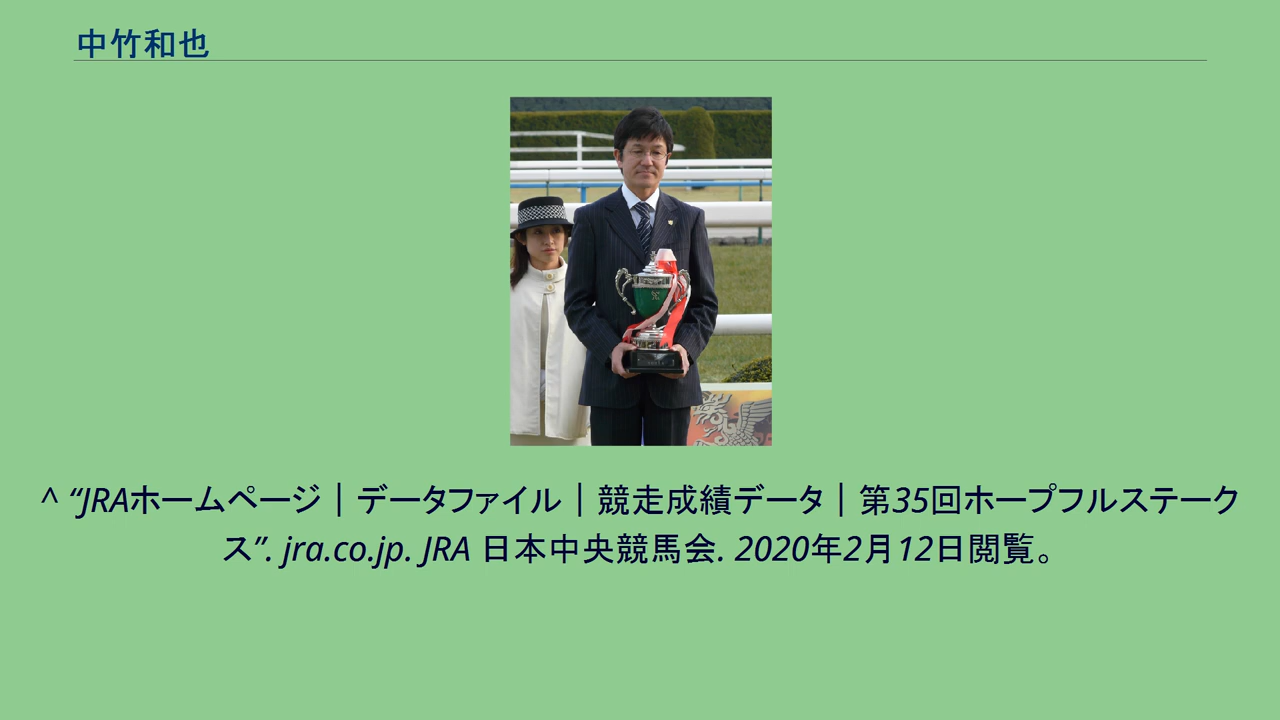 中竹和也
^ “JRAホームページ｜データファイル｜競走成績データ｜第35回ホープフルステーク
ス”. jra.co.jp. JRA 日本中央競馬会. 2020年2月12日閲覧。